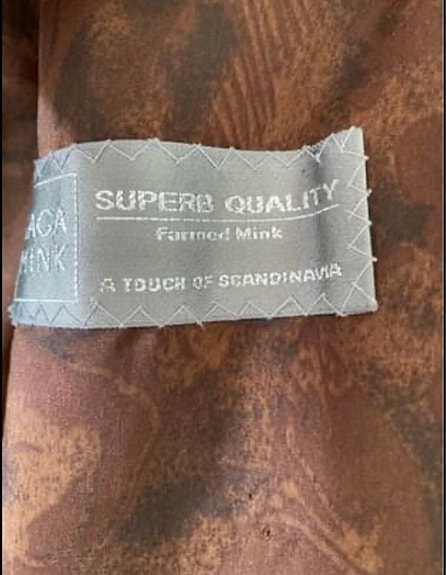 AGA
INK
SUPERB QUALITY
Farmed Mink
A TOUCH OF SCANDINAVIA